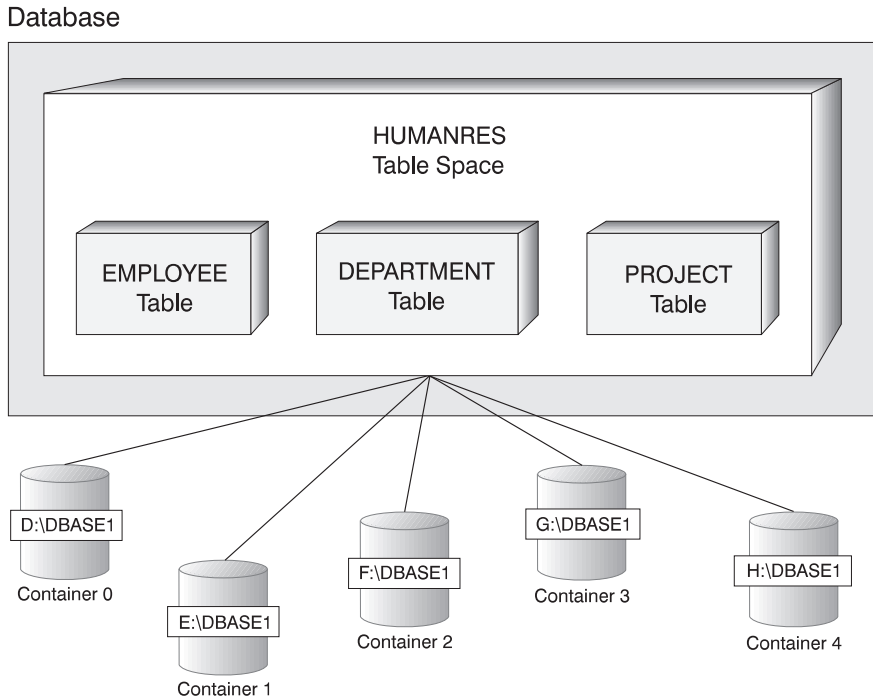 Database
HUMANRES
Table Space
EMPLOYEE
Table
DEPARTMENT
Table
PROJECT
Table
D:\DBASE1
Container 0
E:\DBASE1
Container 1
F:\DBASE1
Container 2
G:\DBASE1
Container 3
H:\DBASE1
Container 4